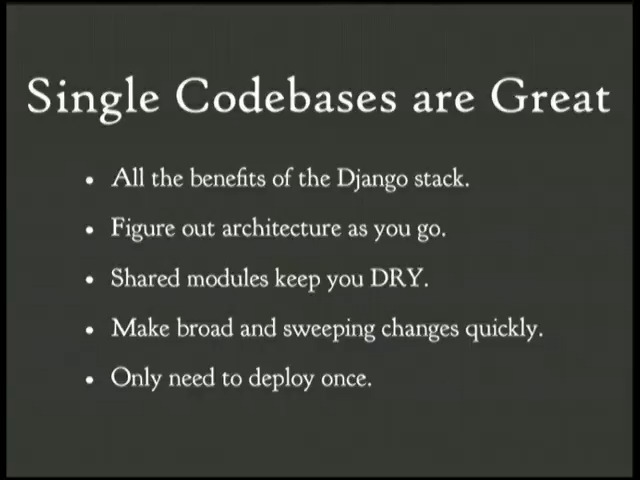 Single Codebases are Great
• All the benefits of the Django stack.
• Figure out architecture as you go.
• Shared modules keep you DRY.
• Make broad and sweeping changes quickly.
• Only need to deploy once.